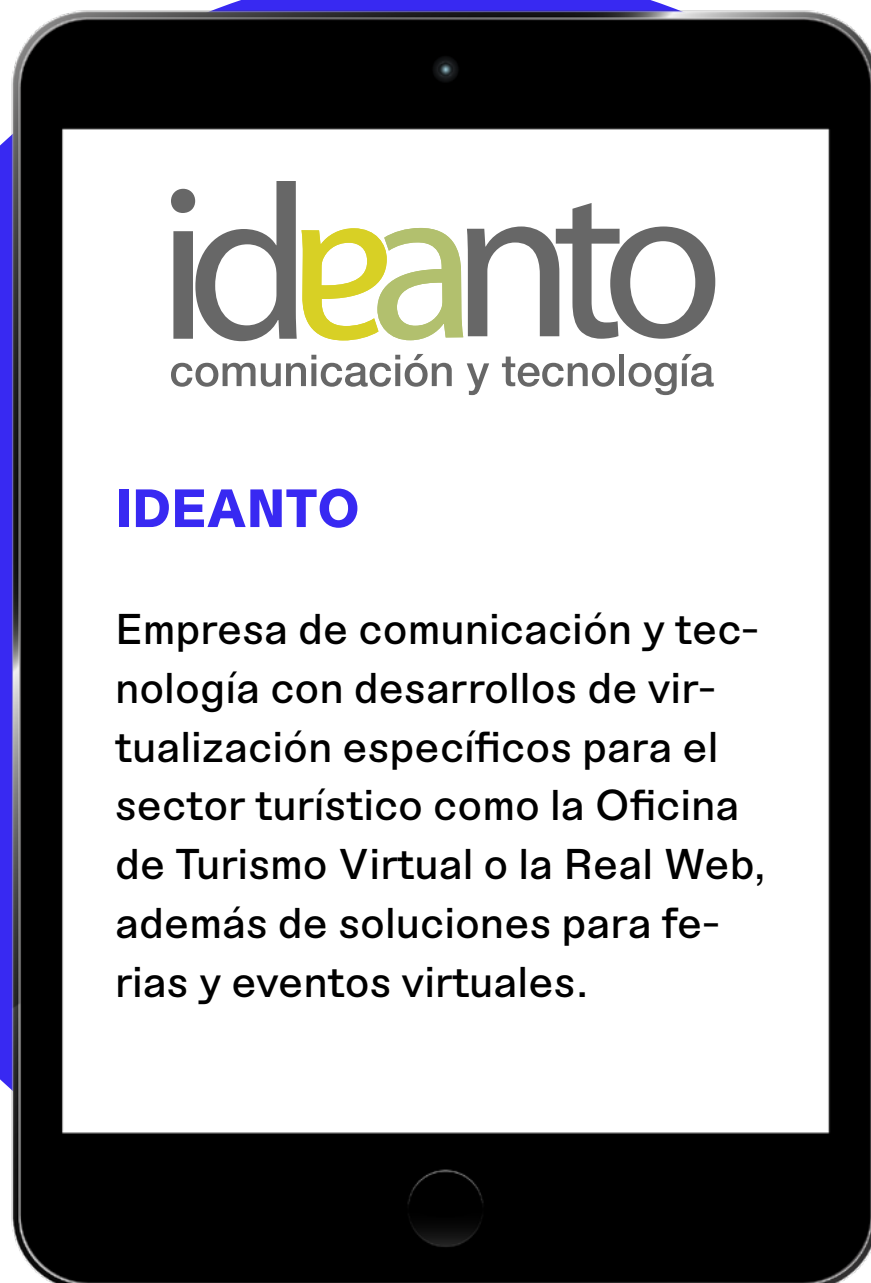 ideanto
comunicación y tecnología
IDEANTO
Empresa de comunicación y tec-
nología con desarrollos de vir-
tualización específicos para el
sector turístico como la Oficina
de Turismo Virtual o la Real Web,
además de soluciones para fe-
rias y eventos virtuales.